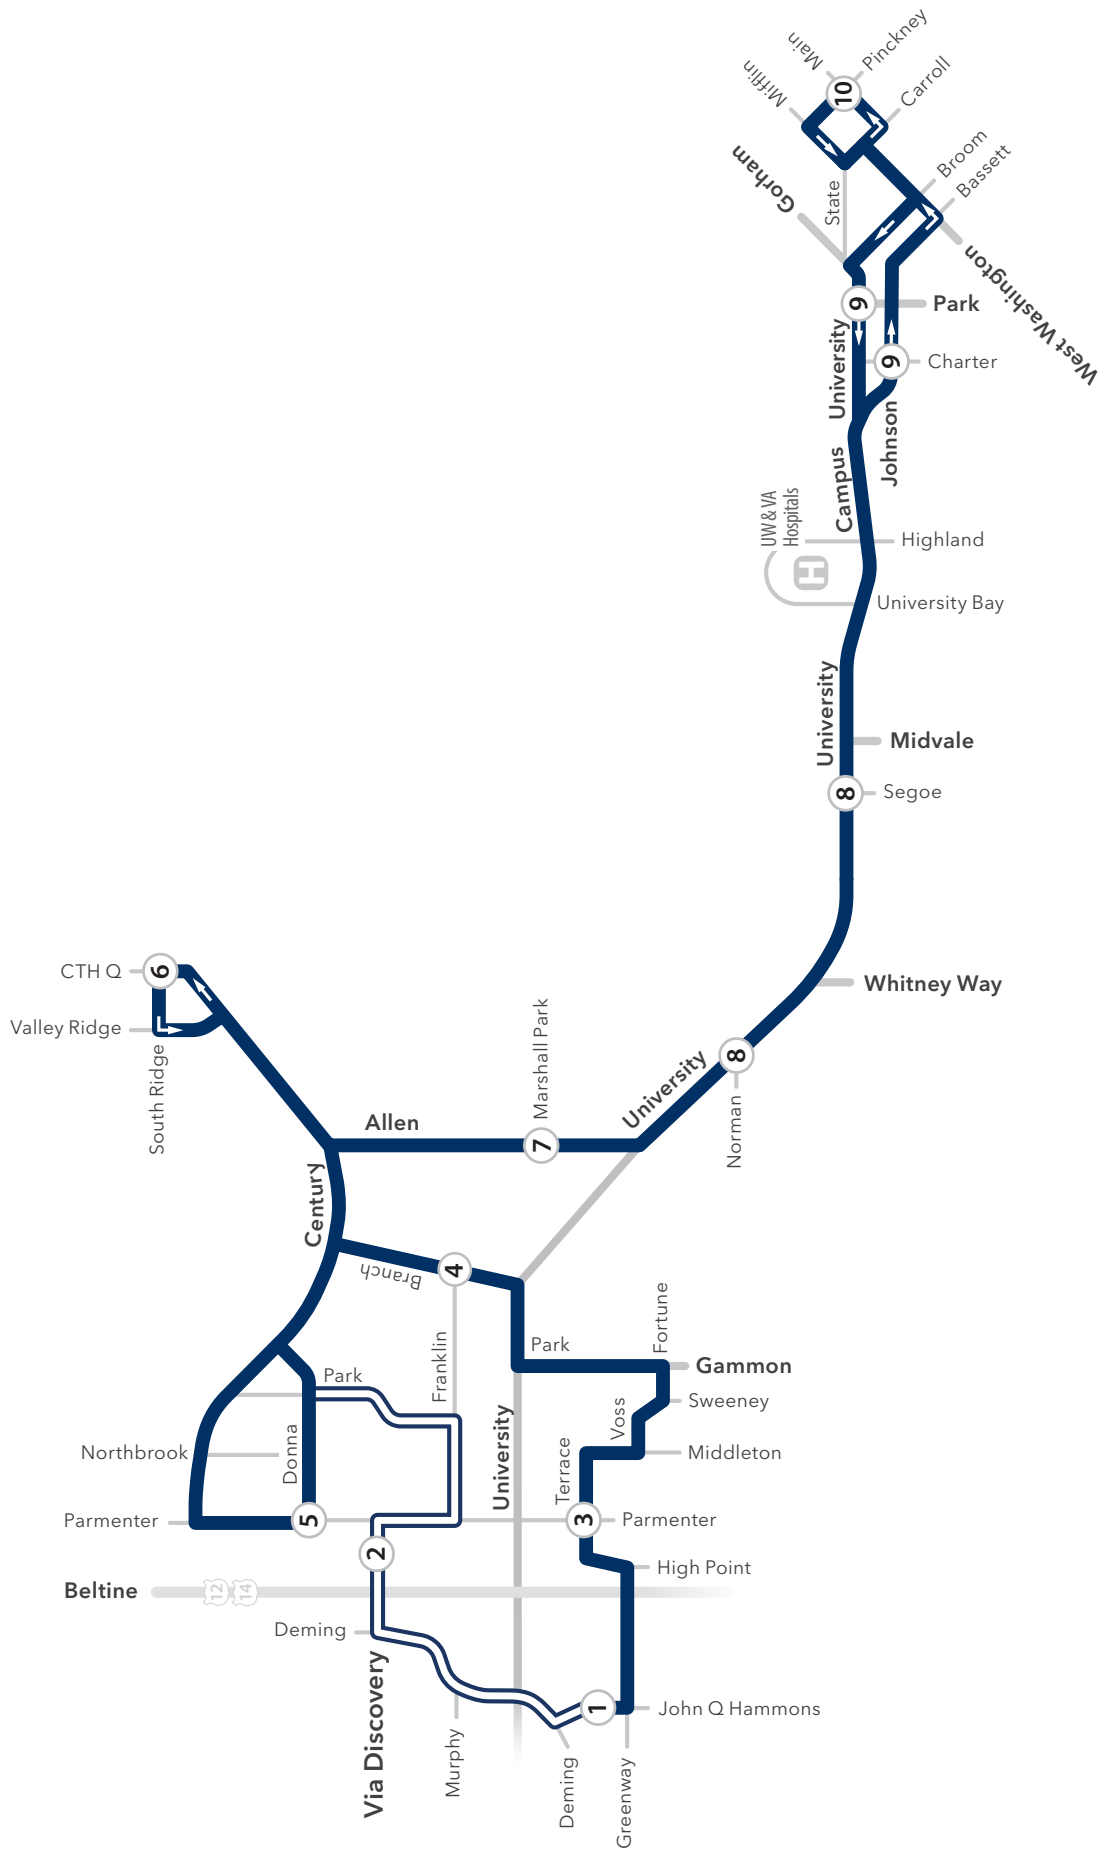 Pinckney
Main
10
Mifflin
Carroll
Gorham
Broom
Bassett
State
West Washington
9
Park
University
9
Charter
Johnson
Campus
UW & VA
Hospitals
H
Highland
University Bay
University
Midvale
8
Segoe
CTH Q
6
Whitney Way
Valley Ridge
South Ridge
Marshall Park
8
University
Norman
Allen
7
Century
Branch
4
Fortune
Park
Gammon
Park
Franklin
Sweeney
Voss
Northbrook
Donna
University
Terrace
Middleton
Parmenter
5
3
Parmenter
2
High Point
Beltine
12
14
Deming
Via Discovery
1
John Q Hammons
Murphy
Deming
Greenway